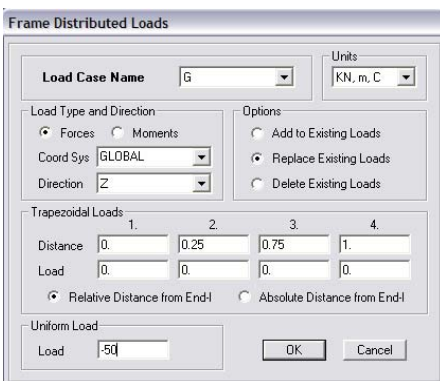 Frame Distributed Loads
Units
Load Case Name G KN, m, C
Load Type and Direction Options
Forces Moments Add to Existing Loads
Coord Sys GLOBAL Replace Existing Loads
Direction Z Delete Existing Loads
Trapezoidal Loads
1. 2. 3. 4.
Distance 0. 0.25 0.75 1.
Load 0. 0. 0. 0.
Relative Distance from End-I Absolute Distance from End-I
Uniform Load
Load -50 OK Cancel